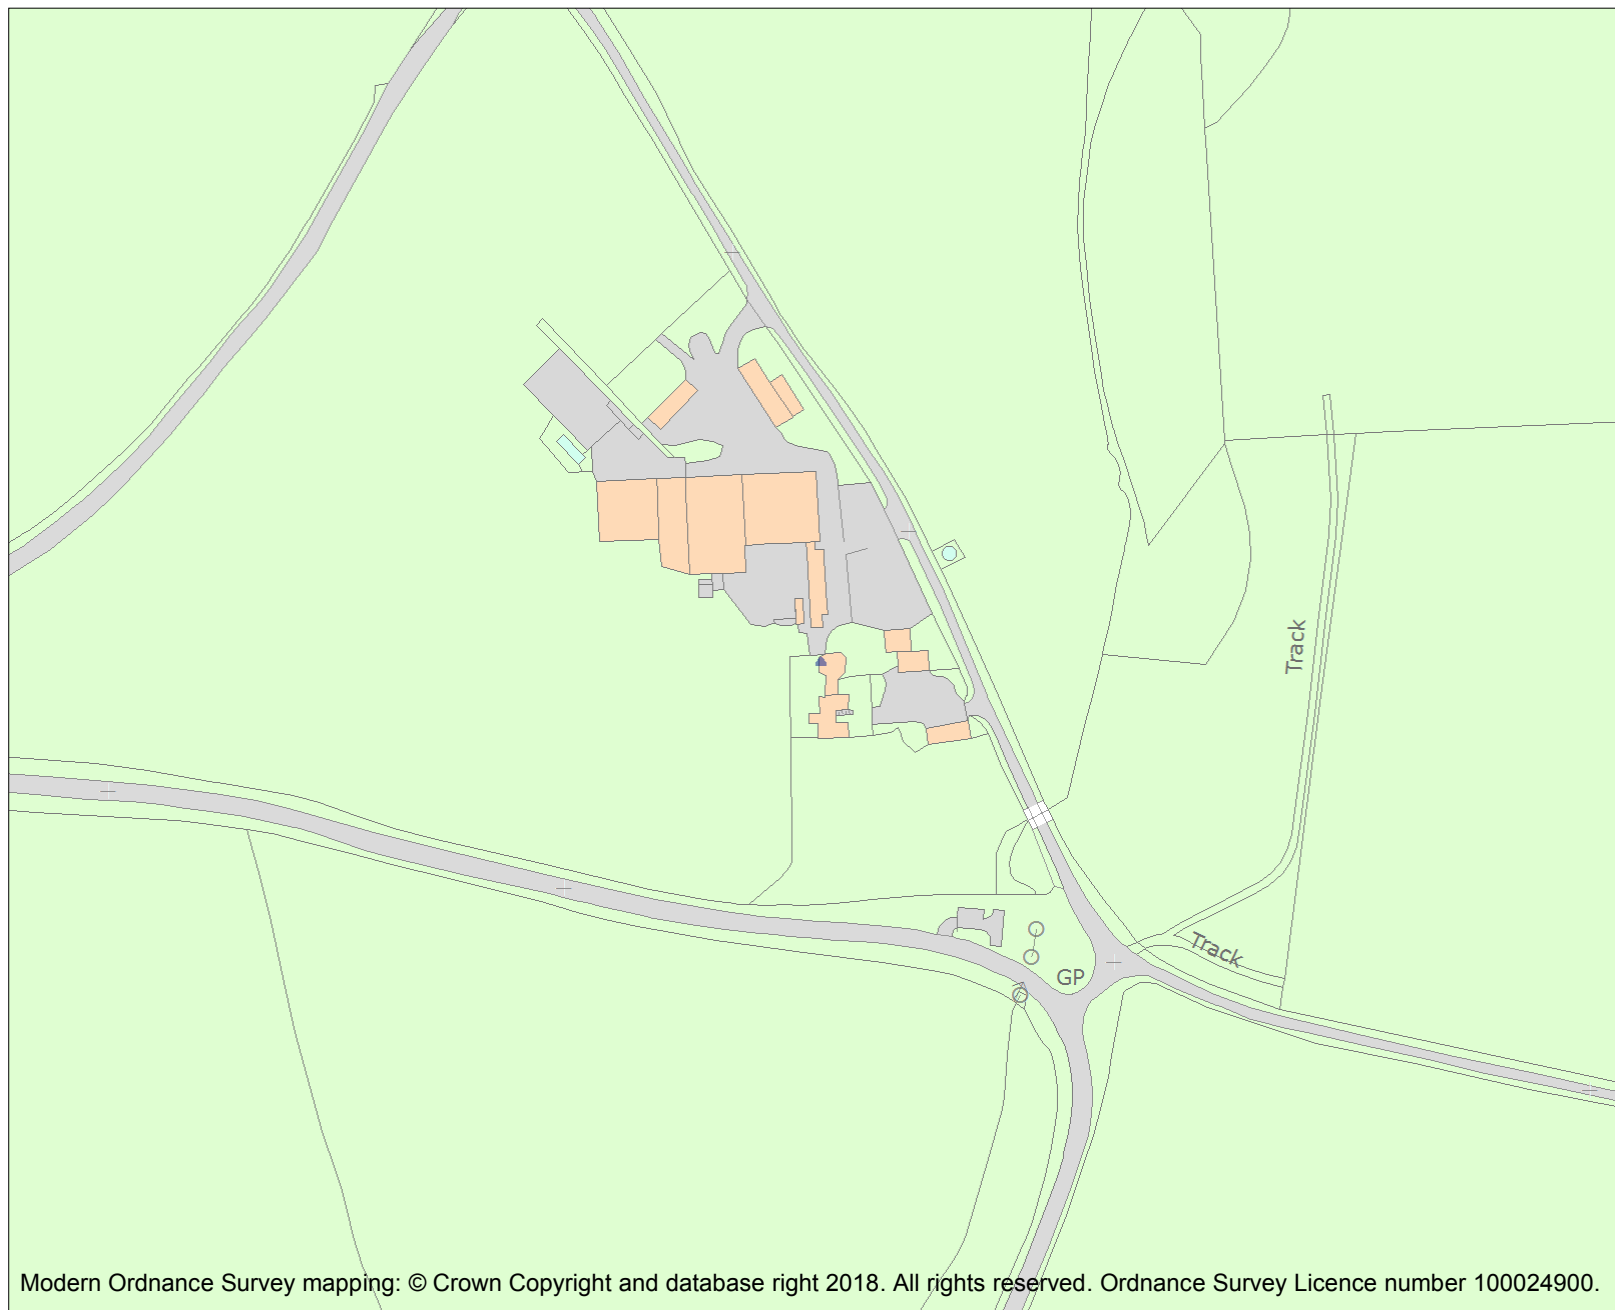 Track
Track
GP
Modern Ordnance Survey mapping: © Crown Copyright and database right 2018. All rights reserved. Ordnance Survey Licence number 100024900.